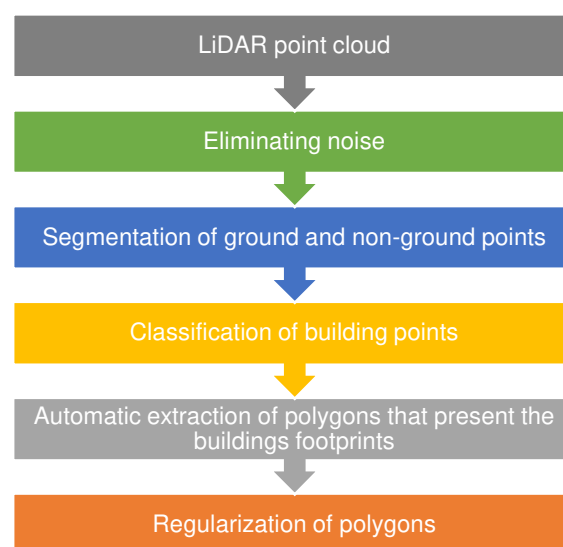 LiDAR point cloud
Eliminating noise
Segmentation of ground and non-ground points
Classification of building points
Automatic extraction of polygons that present the
buildings footprints
Regularization of polygons